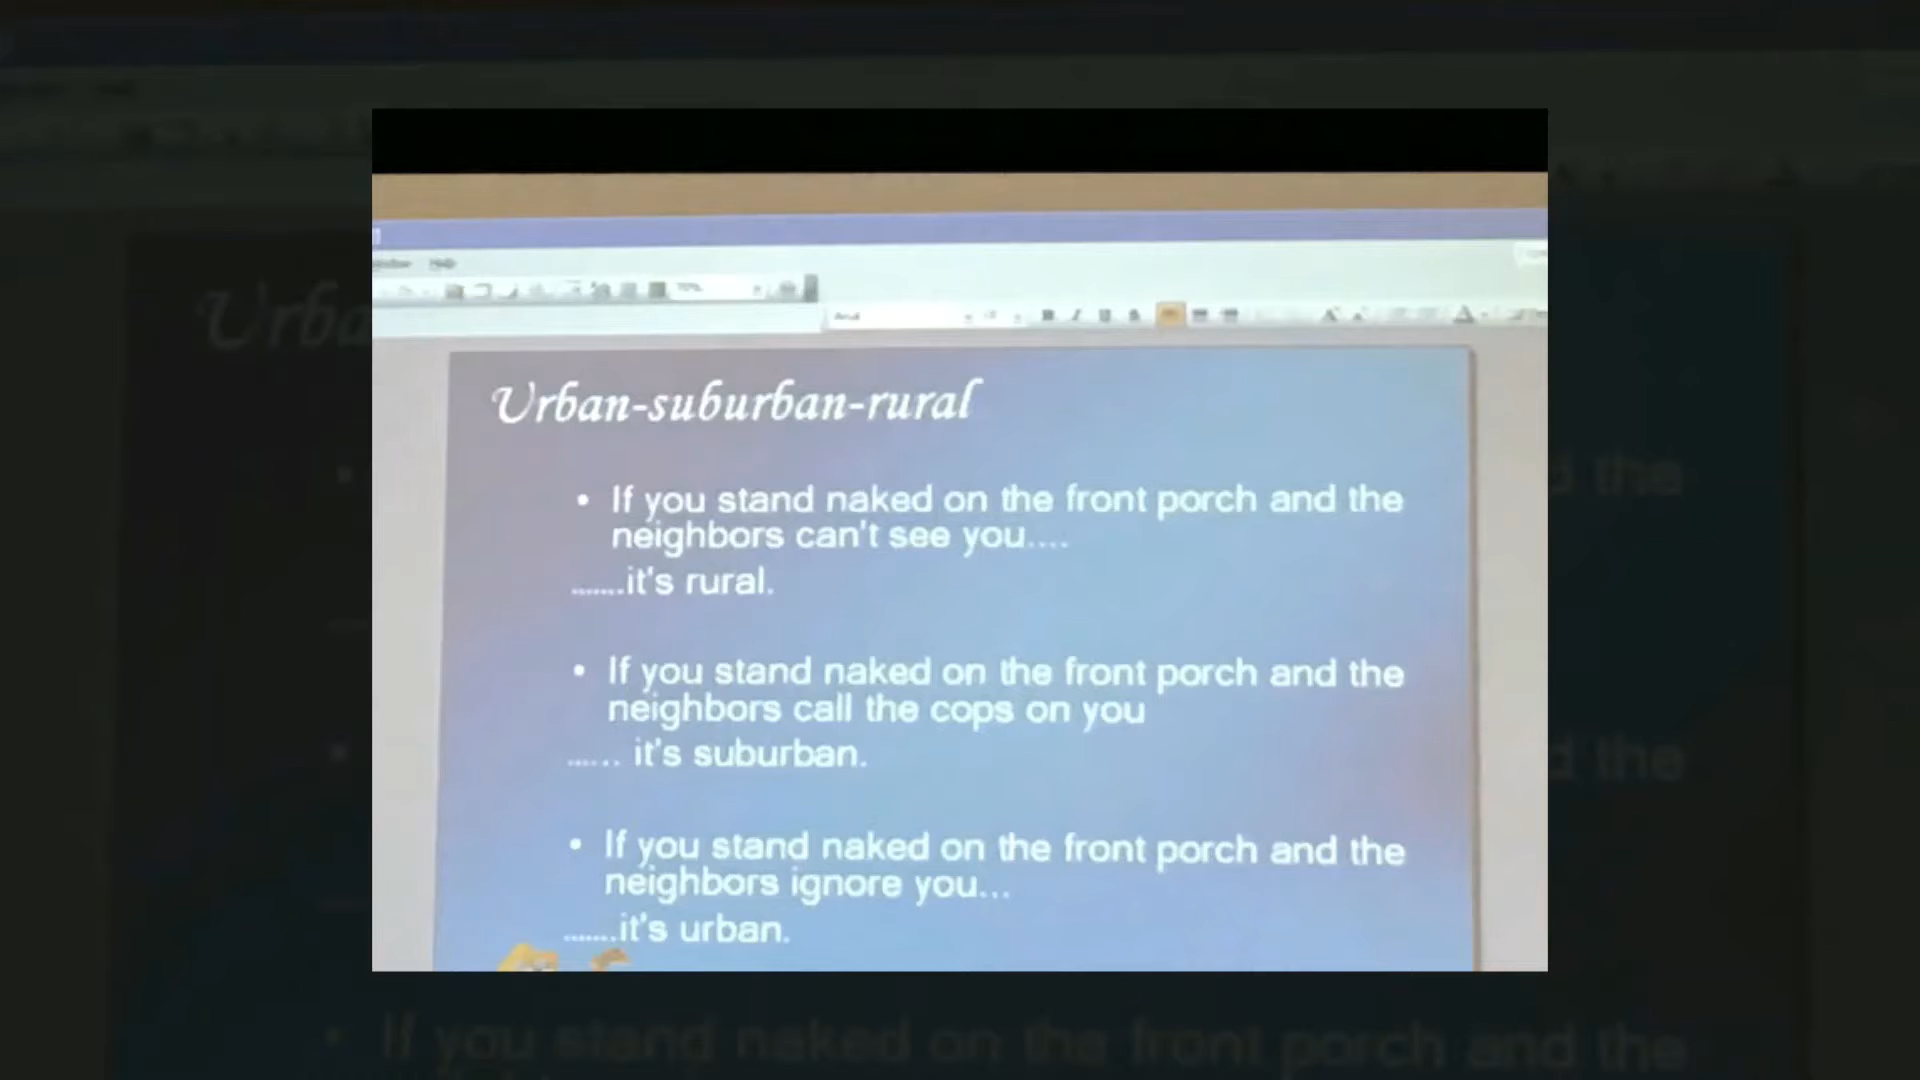 Help
Arial
Urban-suburban-rural
• If you stand naked on the front porch and the
neighbors can't see you....
.......it's rural.
• If you stand naked on the front porch and the
neighbors call the cops on you
...... it's suburban.
• If you stand naked on the front porch and the
neighbors ignore you...
.......it's urban.